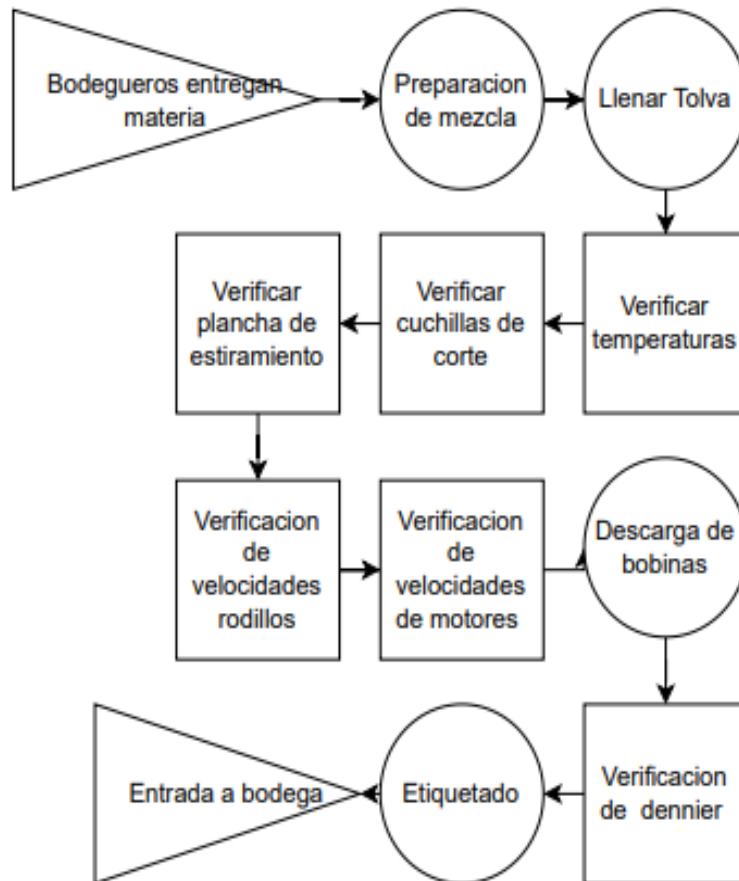 Bodegueros entregan
materia
Preparacion
de mezcla
Llenar Tolva
Verificar
temperaturas
Verificar
cuchillas de
corte
Verificar
plancha de
estiramiento
Verificacion
de
velocidades
rodillos
Verificacion
de
velocidades
de motores
Descarga de
bobinas
Verificacion
de dennier
Etiquetado
Entrada a bodega